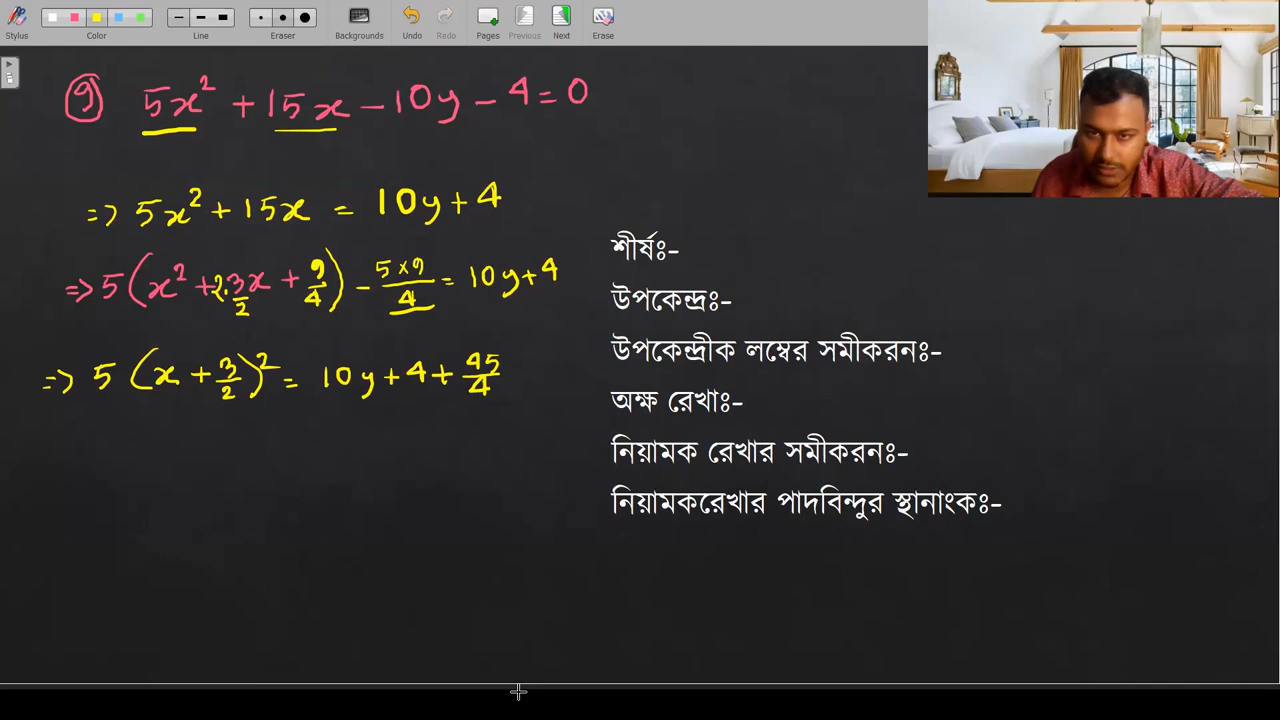 Stylus Color Line Eraser Backgrounds Undo Redo Pages Previous Next Erase
9 5x² + 15x - 10y - 4 = 0
=> 5x² + 15x = 10y + 4
=> 5(x² + 2.3/2 x + 9/4) - 5×9/4 = 10y + 4
=> 5(x + 3/2)² = 10y + 4 + 45/4
শীর্ষঃ-
উপকেন্দ্রঃ-
উপকেন্দ্রীক লম্বের সমীকরনঃ-
অক্ষ রেখাঃ-
নিয়ামক রেখার সমীকরনঃ-
নিয়ামকরেখার পাদবিন্দুর স্থানাংকঃ-